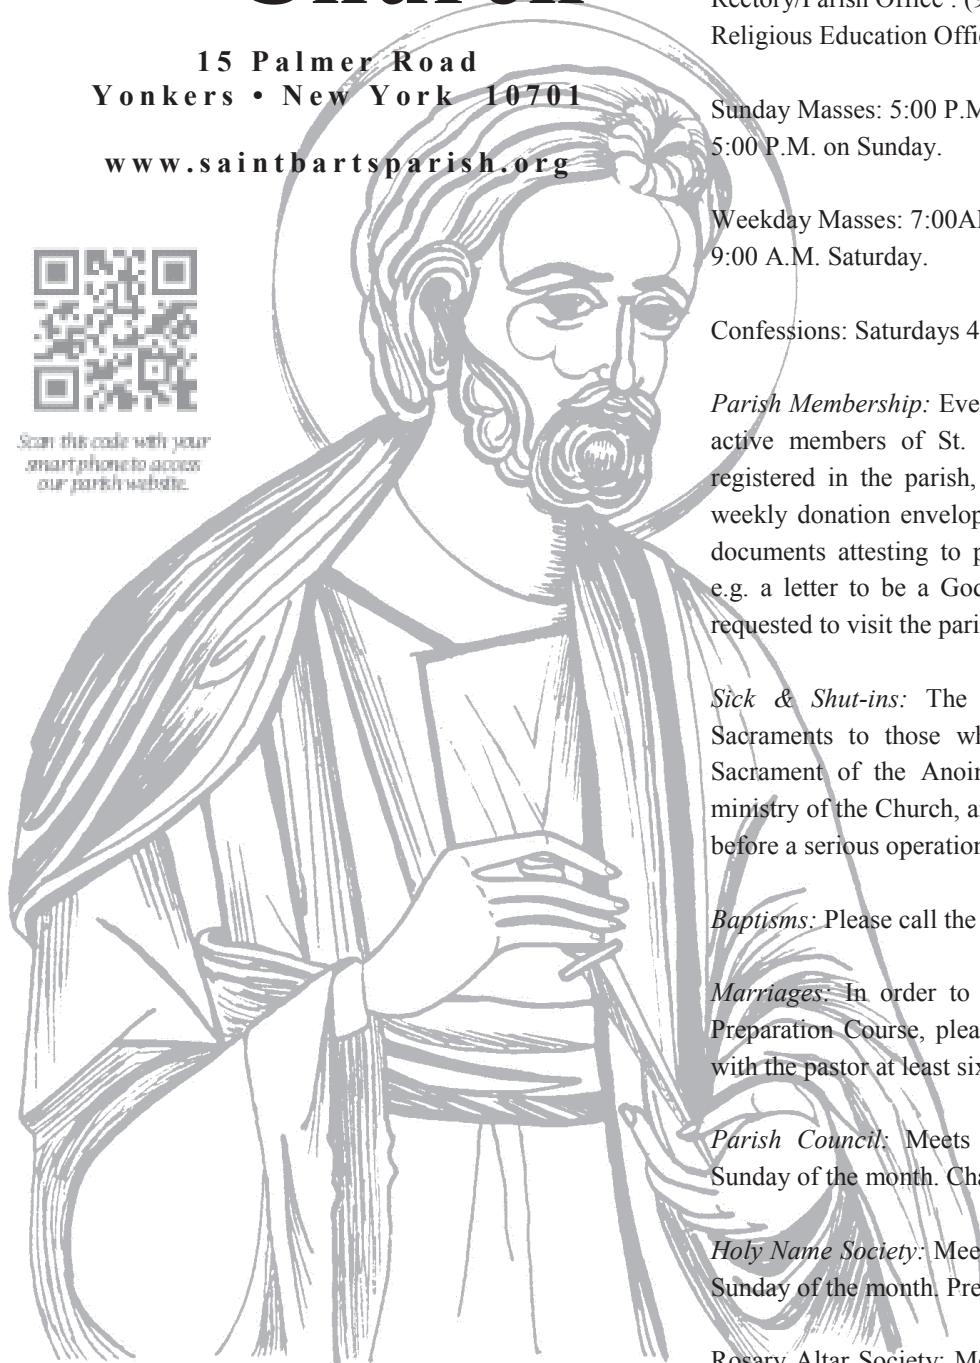 Church
15 Palmer Road
Yonkers • New York 10701
www.saintbartsparish.org
Scan this code with your
smartphone to access
our parish website.
Rectory/Parish Office : (9
Religious Education Offi
Sunday Masses: 5:00 P.M
5:00 P.M. on Sunday.
Weekday Masses: 7:00A
9:00 A.M. Saturday.
Confessions: Saturdays 4
Parish Membership: Eve
active members of St.
registered in the parish,
weekly donation envelop
documents attesting to p
e.g. a letter to be a God
requested to visit the pari
Sick & Shut-ins: The
Sacraments to those wh
Sacrament of the Anoin
ministry of the Church, a
before a serious operation
Baptisms: Please call the
Marriages: In order to
Preparation Course, plea
with the pastor at least six
Parish Council: Meets
Sunday of the month. Cha
Holy Name Society: Mee
Sunday of the month. Pre
Rosary Altar Society: M